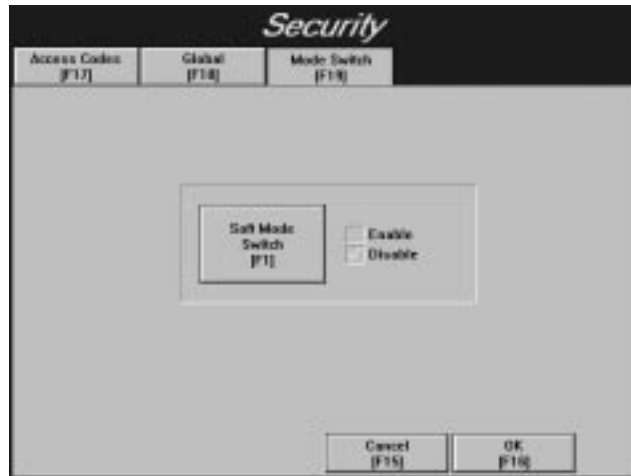 Security
Access Codes Global Mode Switch
[F17] [F18] [F19]
Soft Mode
Switch
[F1]
Enable
Disable
Cancel OK
[F15] [F16]